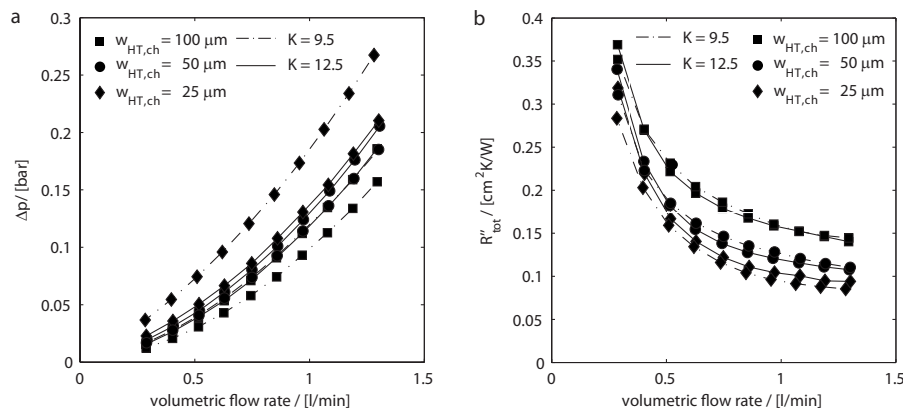 a
0.3
0.25
0.2
0.15
0.1
0.05
0
0
0.5
1
1.5
Δp/ [bar]
volumetric flow rate / [l/min]
w_HT,ch = 100 μm
w_HT,ch = 50 μm
w_HT,ch = 25 μm
K = 9.5
K = 12.5
b
0.4
0.35
0.3
0.25
0.2
0.15
0.1
0.05
0
0
0.5
1
1.5
R″_tot / [cm²K/W]
volumetric flow rate / [l/min]
K = 9.5
K = 12.5
w_HT,ch = 100 μm
w_HT,ch = 50 μm
w_HT,ch = 25 μm